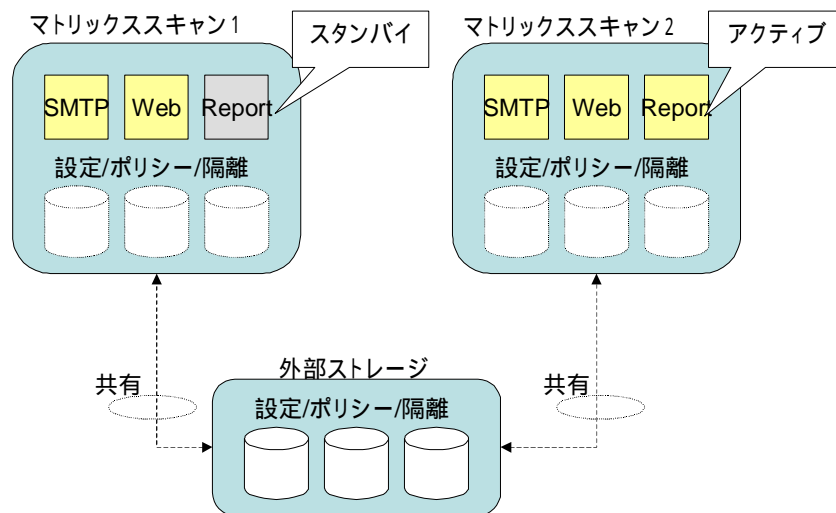 マトリックススキャン1
スタンバイ
SMTP
Web
Report
設定/ポリシー/隔離
マトリックススキャン2
アクティブ
SMTP
Web
Report
設定/ポリシー/隔離
共有
外部ストレージ
共有
設定/ポリシー/隔離